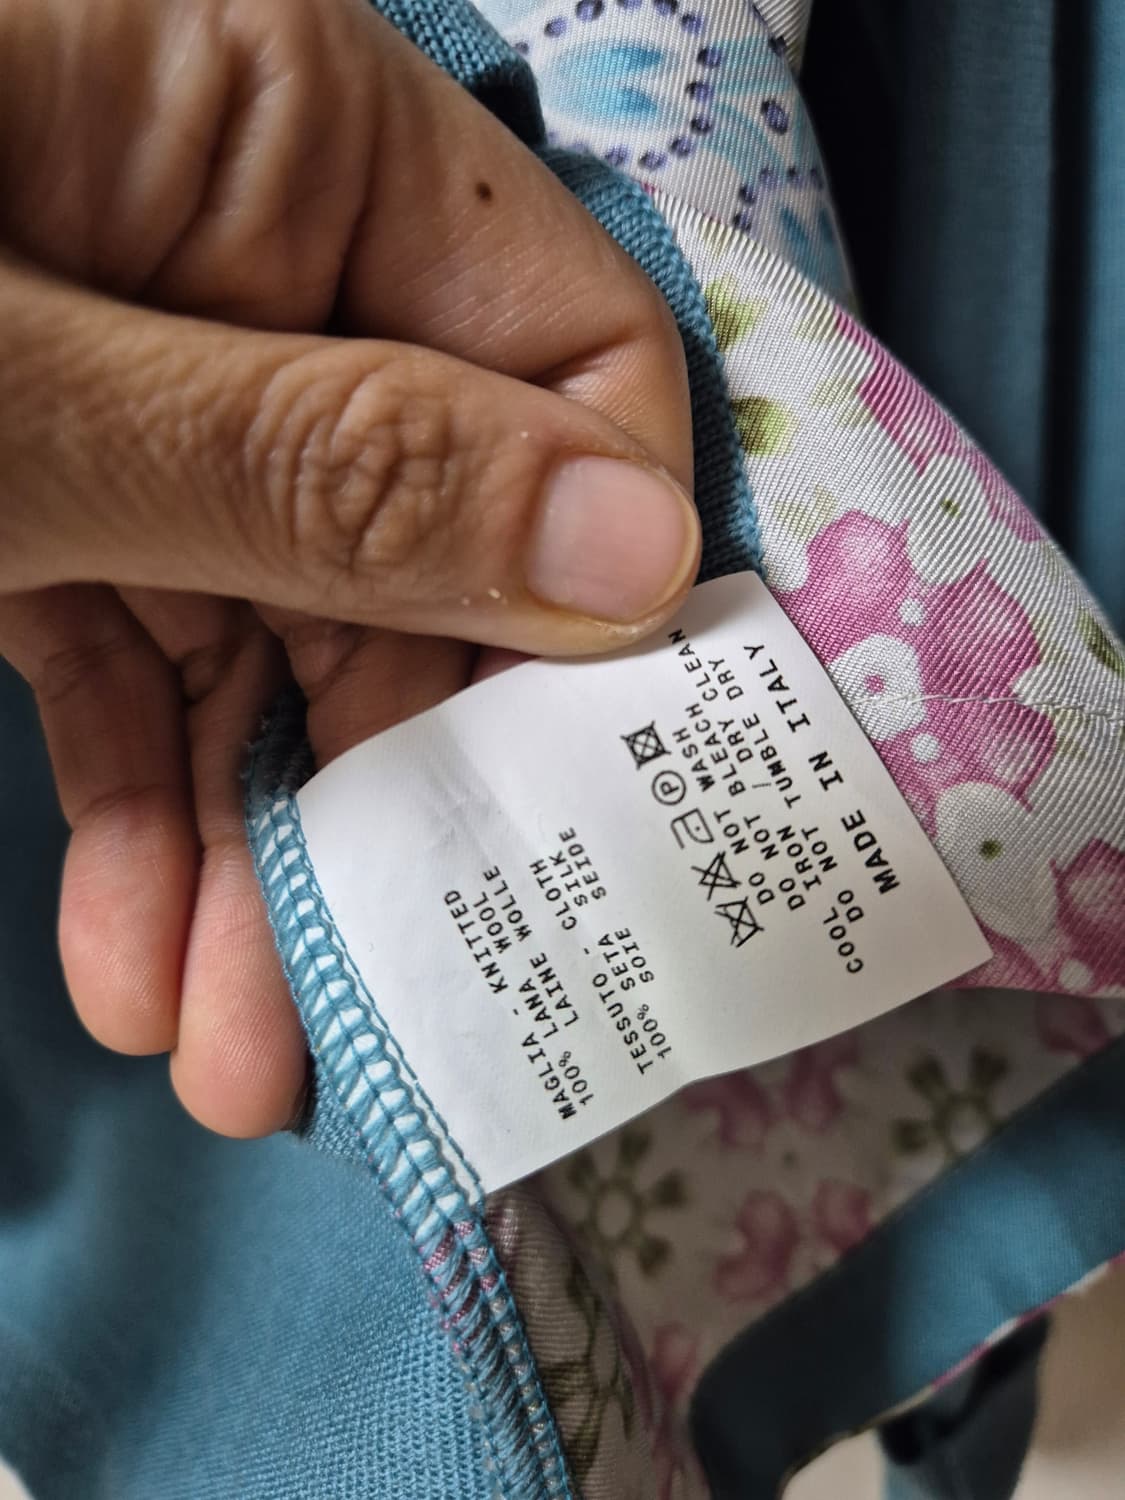 MAGLIA - KNITTED
100% LANA WOOL
LAINE WOLLE
TESSUTO - CLOTH
100% SETA SILK
SOIE SEIDE
P
DO NOT WASH
DO NOT BLEACH
COOL IRON / DRY CLEAN
DO NOT TUMBLE DRY
MADE IN ITALY